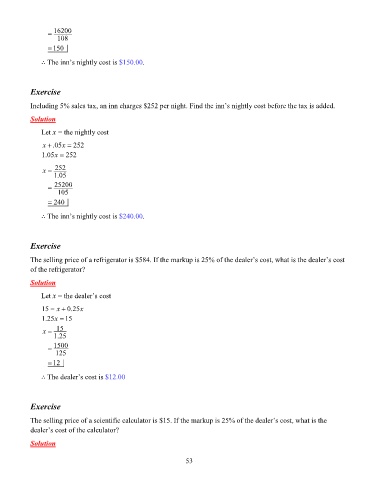 = 16200/108
= 150 |
∴ The inn's nightly cost is $150.00.
Exercise
Including 5% sales tax, an inn charges $252 per night. Find the inn's nightly cost before the tax is added.
Solution
Let x = the nightly cost
x + .05x = 252
1.05x = 252
x = 252/1.05
= 25200/105
= 240 |
∴ The inn's nightly cost is $240.00.
Exercise
The selling price of a refrigerator is $584. If the markup is 25% of the dealer's cost, what is the dealer's cost
of the refrigerator?
Solution
Let x = the dealer's cost
15 = x + 0.25x
1.25x = 15
x = 15/1.25
= 1500/125
= 12 |
∴ The dealer's cost is $12.00
Exercise
The selling price of a scientific calculator is $15. If the markup is 25% of the dealer's cost, what is the
dealer's cost of the calculator?
Solution
53